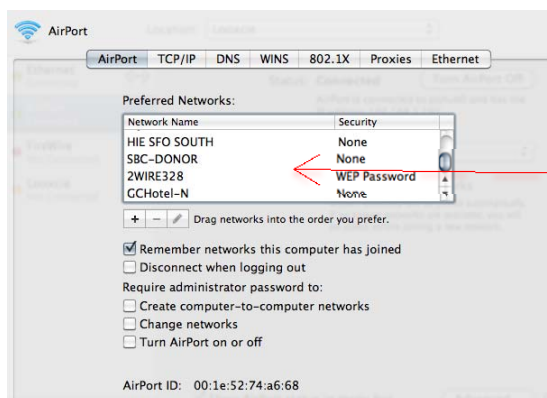 AirPort
AirPort TCP/IP DNS WINS 802.1X Proxies Ethernet
Preferred Networks:
Network Name Security
HIE SFO SOUTH None
SBC-DONOR None
2WIRE328 WEP Password
GCHotel-N None
+ - Drag networks into the order you prefer.
Remember networks this computer has joined
Disconnect when logging out
Require administrator password to:
Create computer-to-computer networks
Change networks
Turn AirPort on or off
AirPort ID: 00:1e:52:74:a6:68